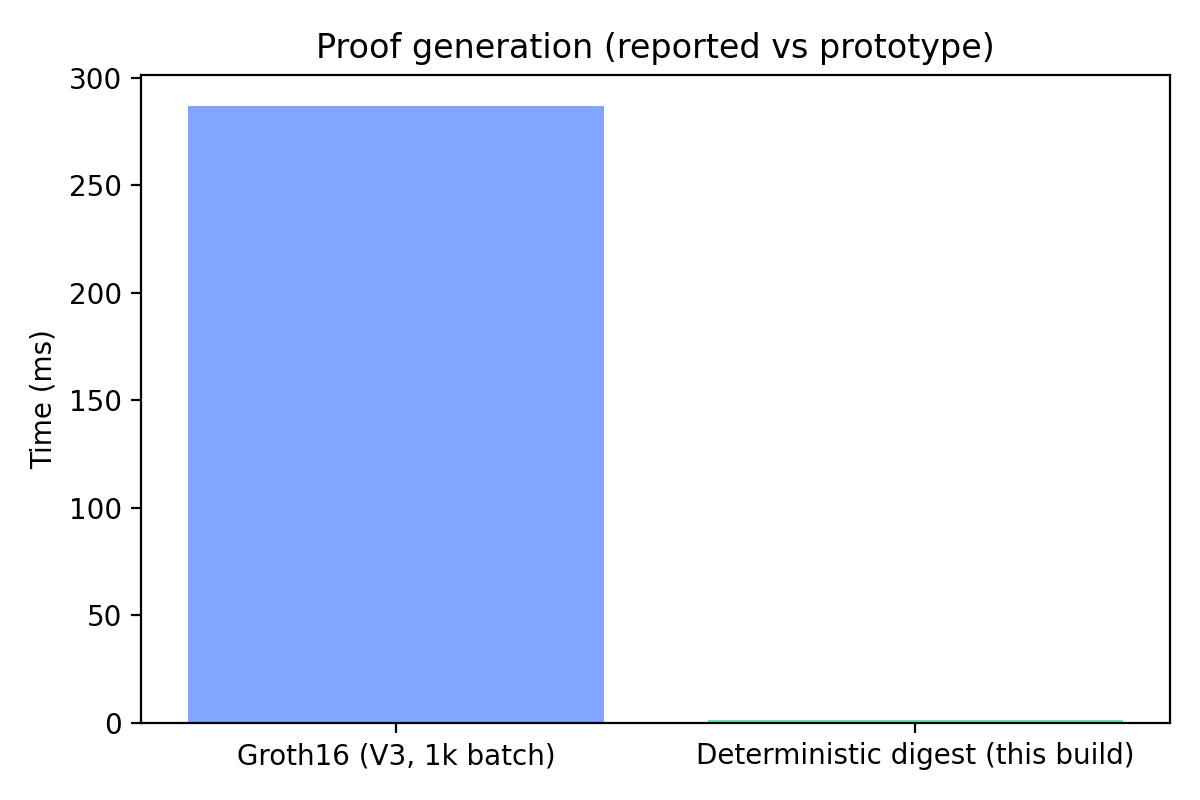 Proof generation (reported vs prototype)
300
250
200
150
100
50
0
Time (ms)
Groth16 (V3, 1k batch)
Deterministic digest (this build)